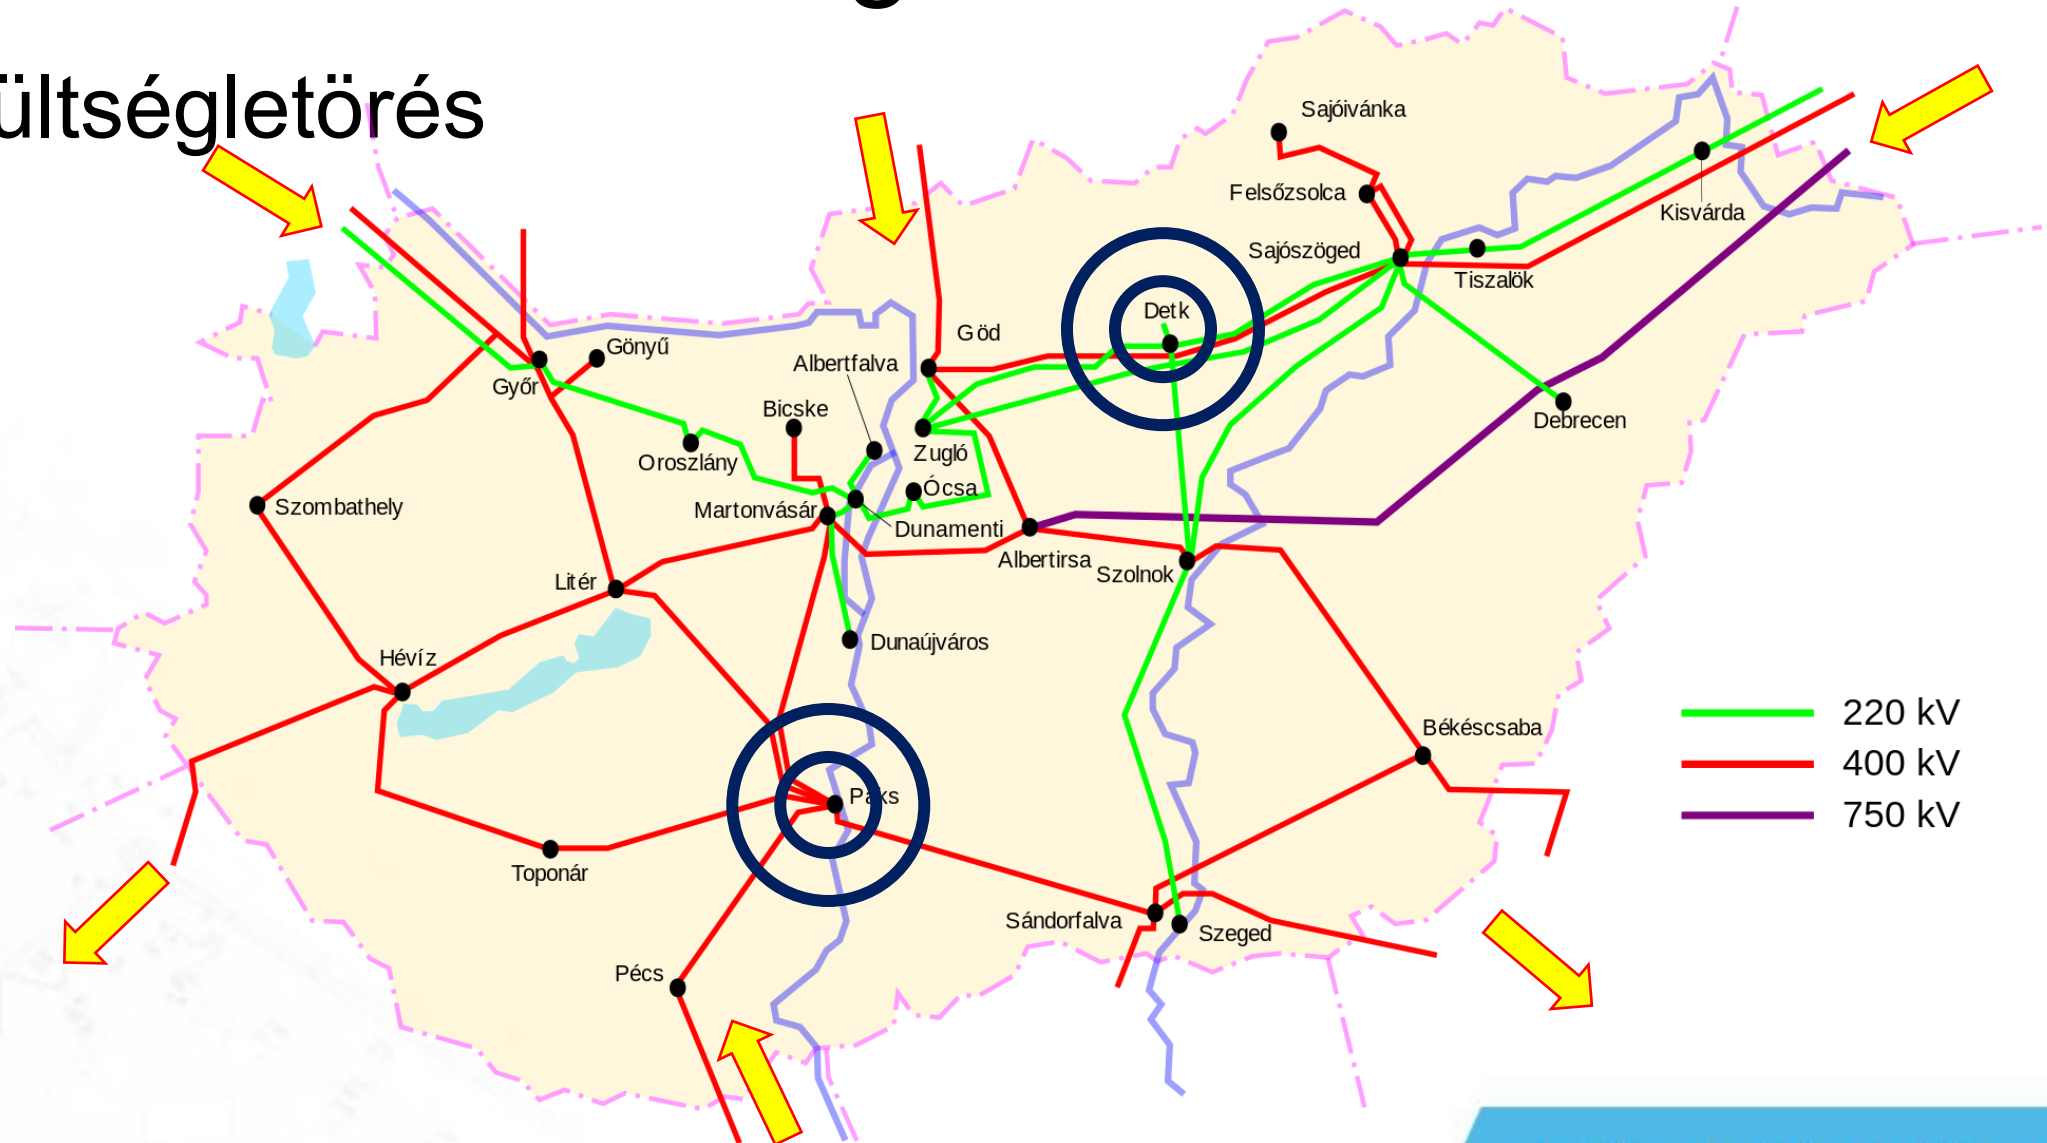 ültségletörés
Sajóivánka
Felsőzsolca
Kisvárda
Sajószöged
Tiszalök
Detk
Göd
Gönyű
Albertfalva
Győr
Bicske
Debrecen
Zugló
Oroszlány
Ócsa
Szombathely
Martonvásár
Dunamenti
Albertirsa
Szolnok
Litér
Dunaújváros
Hévíz
220 kV
Békéscsaba
400 kV
Paks
750 kV
Toponár
Sándorfalva
Szeged
Pécs